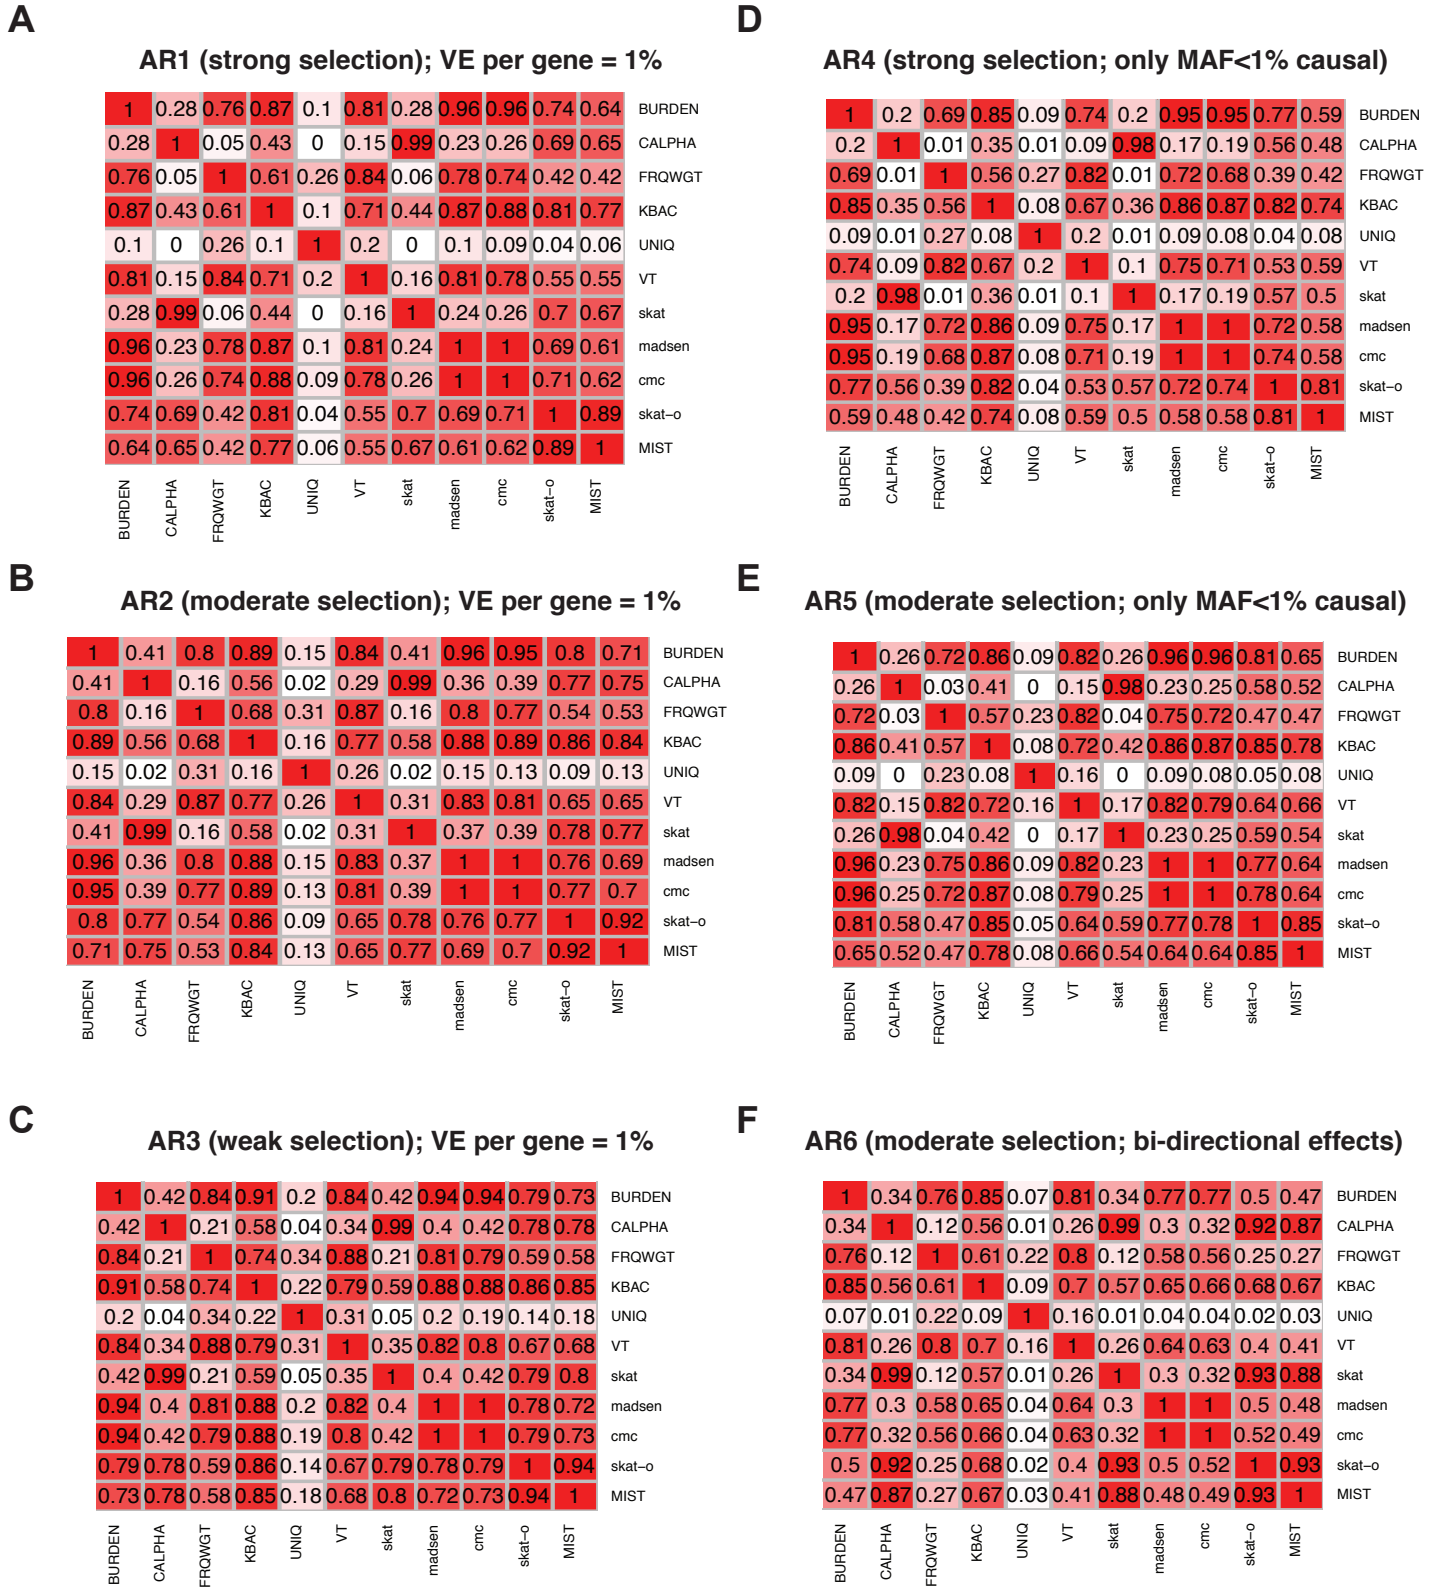 A
AR1 (strong selection); VE per gene = 1%
1 0.28 0.76 0.87 0.1 0.81 0.28 0.96 0.96 0.74 0.64 BURDEN
0.28 1 0.05 0.43 0 0.15 0.99 0.23 0.26 0.69 0.65 CALPHA
0.76 0.05 1 0.61 0.26 0.84 0.06 0.78 0.74 0.42 0.42 FRQWGT
0.87 0.43 0.61 1 0.1 0.71 0.44 0.87 0.88 0.81 0.77 KBAC
0.1 0 0.26 0.1 1 0.2 0 0.1 0.09 0.04 0.06 UNIQ
0.81 0.15 0.84 0.71 0.2 1 0.16 0.81 0.78 0.55 0.55 VT
0.28 0.99 0.06 0.44 0 0.16 1 0.24 0.26 0.7 0.67 skat
0.96 0.23 0.78 0.87 0.1 0.81 0.24 1 1 0.69 0.61 madsen
0.96 0.26 0.74 0.88 0.09 0.78 0.26 1 1 0.71 0.62 cmc
0.74 0.69 0.42 0.81 0.04 0.55 0.7 0.69 0.71 1 0.89 skat-o
0.64 0.65 0.42 0.77 0.06 0.55 0.67 0.61 0.62 0.89 1 MIST
BURDEN CALPHA FRQWGT KBAC UNIQ VT skat madsen cmc skat-o MIST
B
AR2 (moderate selection); VE per gene = 1%
1 0.41 0.8 0.89 0.15 0.84 0.41 0.96 0.95 0.8 0.71 BURDEN
0.41 1 0.16 0.56 0.02 0.29 0.99 0.36 0.39 0.77 0.75 CALPHA
0.8 0.16 1 0.68 0.31 0.87 0.16 0.8 0.77 0.54 0.53 FRQWGT
0.89 0.56 0.68 1 0.16 0.77 0.58 0.88 0.89 0.86 0.84 KBAC
0.15 0.02 0.31 0.16 1 0.26 0.02 0.15 0.13 0.09 0.13 UNIQ
0.84 0.29 0.87 0.77 0.26 1 0.31 0.83 0.81 0.65 0.65 VT
0.41 0.99 0.16 0.58 0.02 0.31 1 0.37 0.39 0.78 0.77 skat
0.96 0.36 0.8 0.88 0.15 0.83 0.37 1 1 0.76 0.69 madsen
0.95 0.39 0.77 0.89 0.13 0.81 0.39 1 1 0.77 0.7 cmc
0.8 0.77 0.54 0.86 0.09 0.65 0.78 0.76 0.77 1 0.92 skat-o
0.71 0.75 0.53 0.84 0.13 0.65 0.77 0.69 0.7 0.92 1 MIST
BURDEN CALPHA FRQWGT KBAC UNIQ VT skat madsen cmc skat-o MIST
C
AR3 (weak selection); VE per gene = 1%
1 0.42 0.84 0.91 0.2 0.84 0.42 0.94 0.94 0.79 0.73 BURDEN
0.42 1 0.21 0.58 0.04 0.34 0.99 0.4 0.42 0.78 0.78 CALPHA
0.84 0.21 1 0.74 0.34 0.88 0.21 0.81 0.79 0.59 0.58 FRQWGT
0.91 0.58 0.74 1 0.22 0.79 0.59 0.88 0.88 0.86 0.85 KBAC
0.2 0.04 0.34 0.22 1 0.31 0.05 0.2 0.19 0.14 0.18 UNIQ
0.84 0.34 0.88 0.79 0.31 1 0.35 0.82 0.8 0.67 0.68 VT
0.42 0.99 0.21 0.59 0.05 0.35 1 0.4 0.42 0.79 0.8 skat
0.94 0.4 0.81 0.88 0.2 0.82 0.4 1 1 0.78 0.72 madsen
0.94 0.42 0.79 0.88 0.19 0.8 0.42 1 1 0.79 0.73 cmc
0.79 0.78 0.59 0.86 0.14 0.67 0.79 0.78 0.79 1 0.94 skat-o
0.73 0.78 0.58 0.85 0.18 0.68 0.8 0.72 0.73 0.94 1 MIST
BURDEN CALPHA FRQWGT KBAC UNIQ VT skat madsen cmc skat-o MIST
D
AR4 (strong selection; only MAF<1% causal)
1 0.2 0.69 0.85 0.09 0.74 0.2 0.95 0.95 0.77 0.59 BURDEN
0.2 1 0.01 0.35 0.01 0.09 0.98 0.17 0.19 0.56 0.48 CALPHA
0.69 0.01 1 0.56 0.27 0.82 0.01 0.72 0.68 0.39 0.42 FRQWGT
0.85 0.35 0.56 1 0.08 0.67 0.36 0.86 0.87 0.82 0.74 KBAC
0.09 0.01 0.27 0.08 1 0.2 0.01 0.09 0.08 0.04 0.08 UNIQ
0.74 0.09 0.82 0.67 0.2 1 0.1 0.75 0.71 0.53 0.59 VT
0.2 0.98 0.01 0.36 0.01 0.1 1 0.17 0.19 0.57 0.5 skat
0.95 0.17 0.72 0.86 0.09 0.75 0.17 1 1 0.72 0.58 madsen
0.95 0.19 0.68 0.87 0.08 0.71 0.19 1 1 0.74 0.58 cmc
0.77 0.56 0.39 0.82 0.04 0.53 0.57 0.72 0.74 1 0.81 skat-o
0.59 0.48 0.42 0.74 0.08 0.59 0.5 0.58 0.58 0.81 1 MIST
BURDEN CALPHA FRQWGT KBAC UNIQ VT skat madsen cmc skat-o MIST
E
AR5 (moderate selection; only MAF<1% causal)
1 0.26 0.72 0.86 0.09 0.82 0.26 0.96 0.96 0.81 0.65 BURDEN
0.26 1 0.03 0.41 0 0.15 0.98 0.23 0.25 0.58 0.52 CALPHA
0.72 0.03 1 0.57 0.23 0.82 0.04 0.75 0.72 0.47 0.47 FRQWGT
0.86 0.41 0.57 1 0.08 0.72 0.42 0.86 0.87 0.85 0.78 KBAC
0.09 0 0.23 0.08 1 0.16 0 0.09 0.08 0.05 0.08 UNIQ
0.82 0.15 0.82 0.72 0.16 1 0.17 0.82 0.79 0.64 0.66 VT
0.26 0.98 0.04 0.42 0 0.17 1 0.23 0.25 0.59 0.54 skat
0.96 0.23 0.75 0.86 0.09 0.82 0.23 1 1 0.77 0.64 madsen
0.96 0.25 0.72 0.87 0.08 0.79 0.25 1 1 0.78 0.64 cmc
0.81 0.58 0.47 0.85 0.05 0.64 0.59 0.77 0.78 1 0.85 skat-o
0.65 0.52 0.47 0.78 0.08 0.66 0.54 0.64 0.64 0.85 1 MIST
BURDEN CALPHA FRQWGT KBAC UNIQ VT skat madsen cmc skat-o MIST
F
AR6 (moderate selection; bi-directional effects)
1 0.34 0.76 0.85 0.07 0.81 0.34 0.77 0.77 0.5 0.47 BURDEN
0.34 1 0.12 0.56 0.01 0.26 0.99 0.3 0.32 0.92 0.87 CALPHA
0.76 0.12 1 0.61 0.22 0.8 0.12 0.58 0.56 0.25 0.27 FRQWGT
0.85 0.56 0.61 1 0.09 0.7 0.57 0.65 0.66 0.68 0.67 KBAC
0.07 0.01 0.22 0.09 1 0.16 0.01 0.04 0.04 0.02 0.03 UNIQ
0.81 0.26 0.8 0.7 0.16 1 0.26 0.64 0.63 0.4 0.41 VT
0.34 0.99 0.12 0.57 0.01 0.26 1 0.3 0.32 0.93 0.88 skat
0.77 0.3 0.58 0.65 0.04 0.64 0.3 1 1 0.5 0.48 madsen
0.77 0.32 0.56 0.66 0.04 0.63 0.32 1 1 0.52 0.49 cmc
0.5 0.92 0.25 0.68 0.02 0.4 0.93 0.5 0.52 1 0.93 skat-o
0.47 0.87 0.27 0.67 0.03 0.41 0.88 0.48 0.49 0.93 1 MIST
BURDEN CALPHA FRQWGT KBAC UNIQ VT skat madsen cmc skat-o MIST